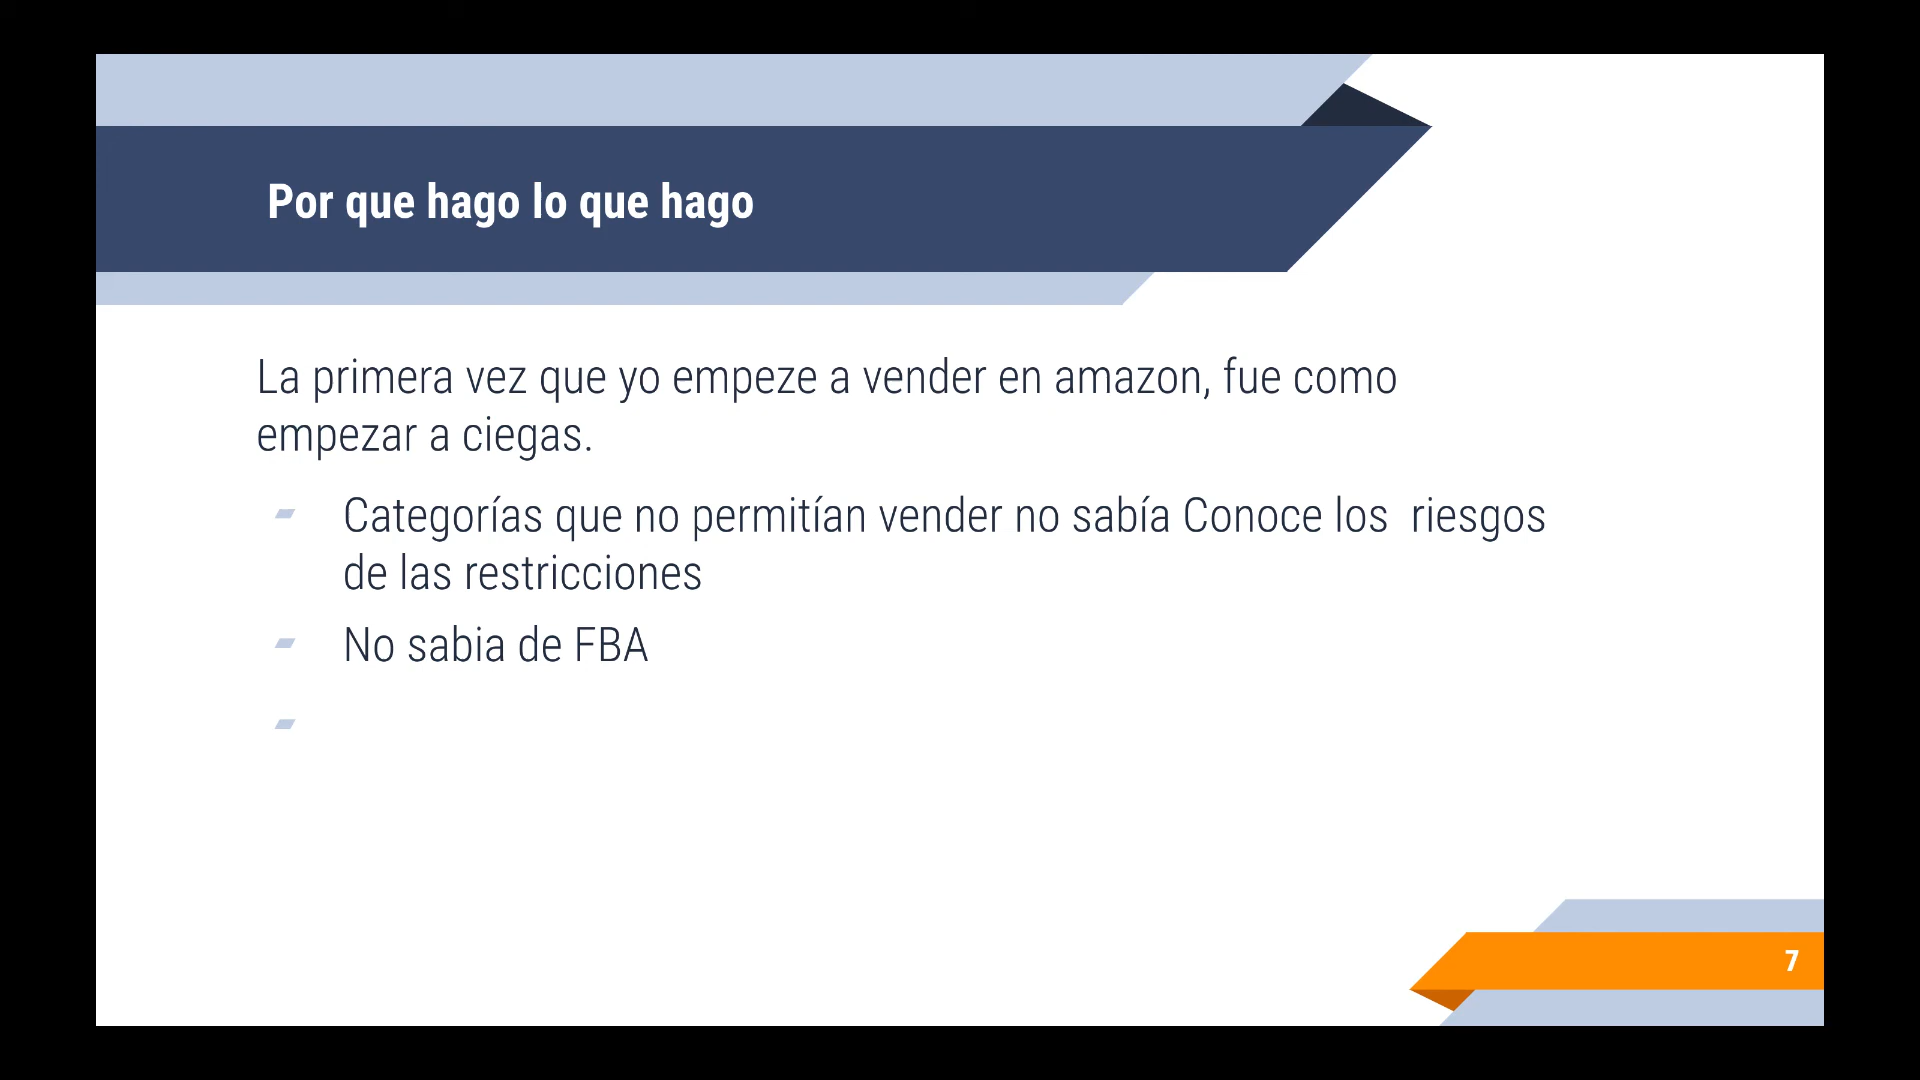 Por que hago lo que hago
La primera vez que yo empeze a vender en amazon, fue como
empezar a ciegas.
Categorías que no permitían vender no sabía Conoce los  riesgos
de las restricciones
No sabia de FBA
7